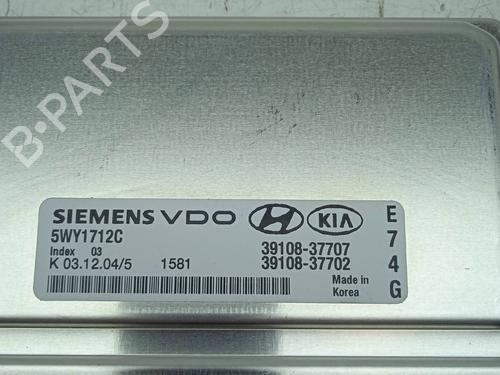 B-PARTS
SIEMENS VDO HYUNDAI KIA
5WY1712C
Index 03
K 03.12.04/5 1581
39108-37707
39108-37702
Made in
Korea
E
7
4
G